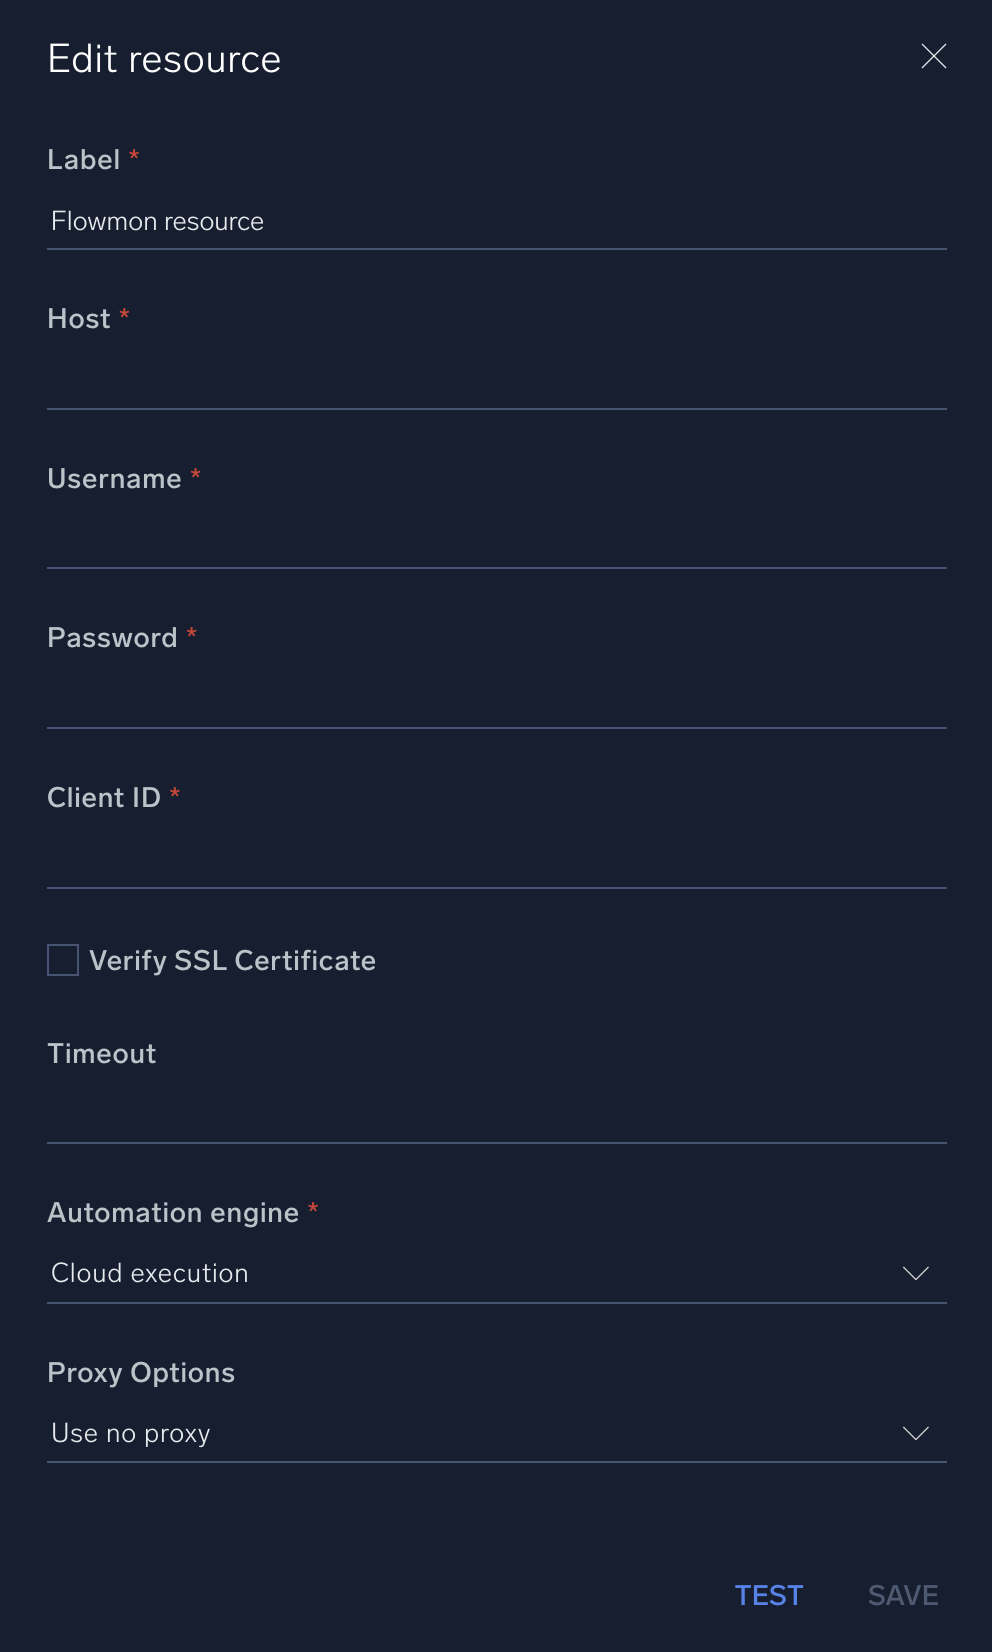 Edit resource
Label *
Flowmon resource
Host *
Username *
Password *
Client ID *
Verify SSL Certificate
Timeout
Automation engine *
Cloud execution
Proxy Options
Use no proxy
TEST SAVE